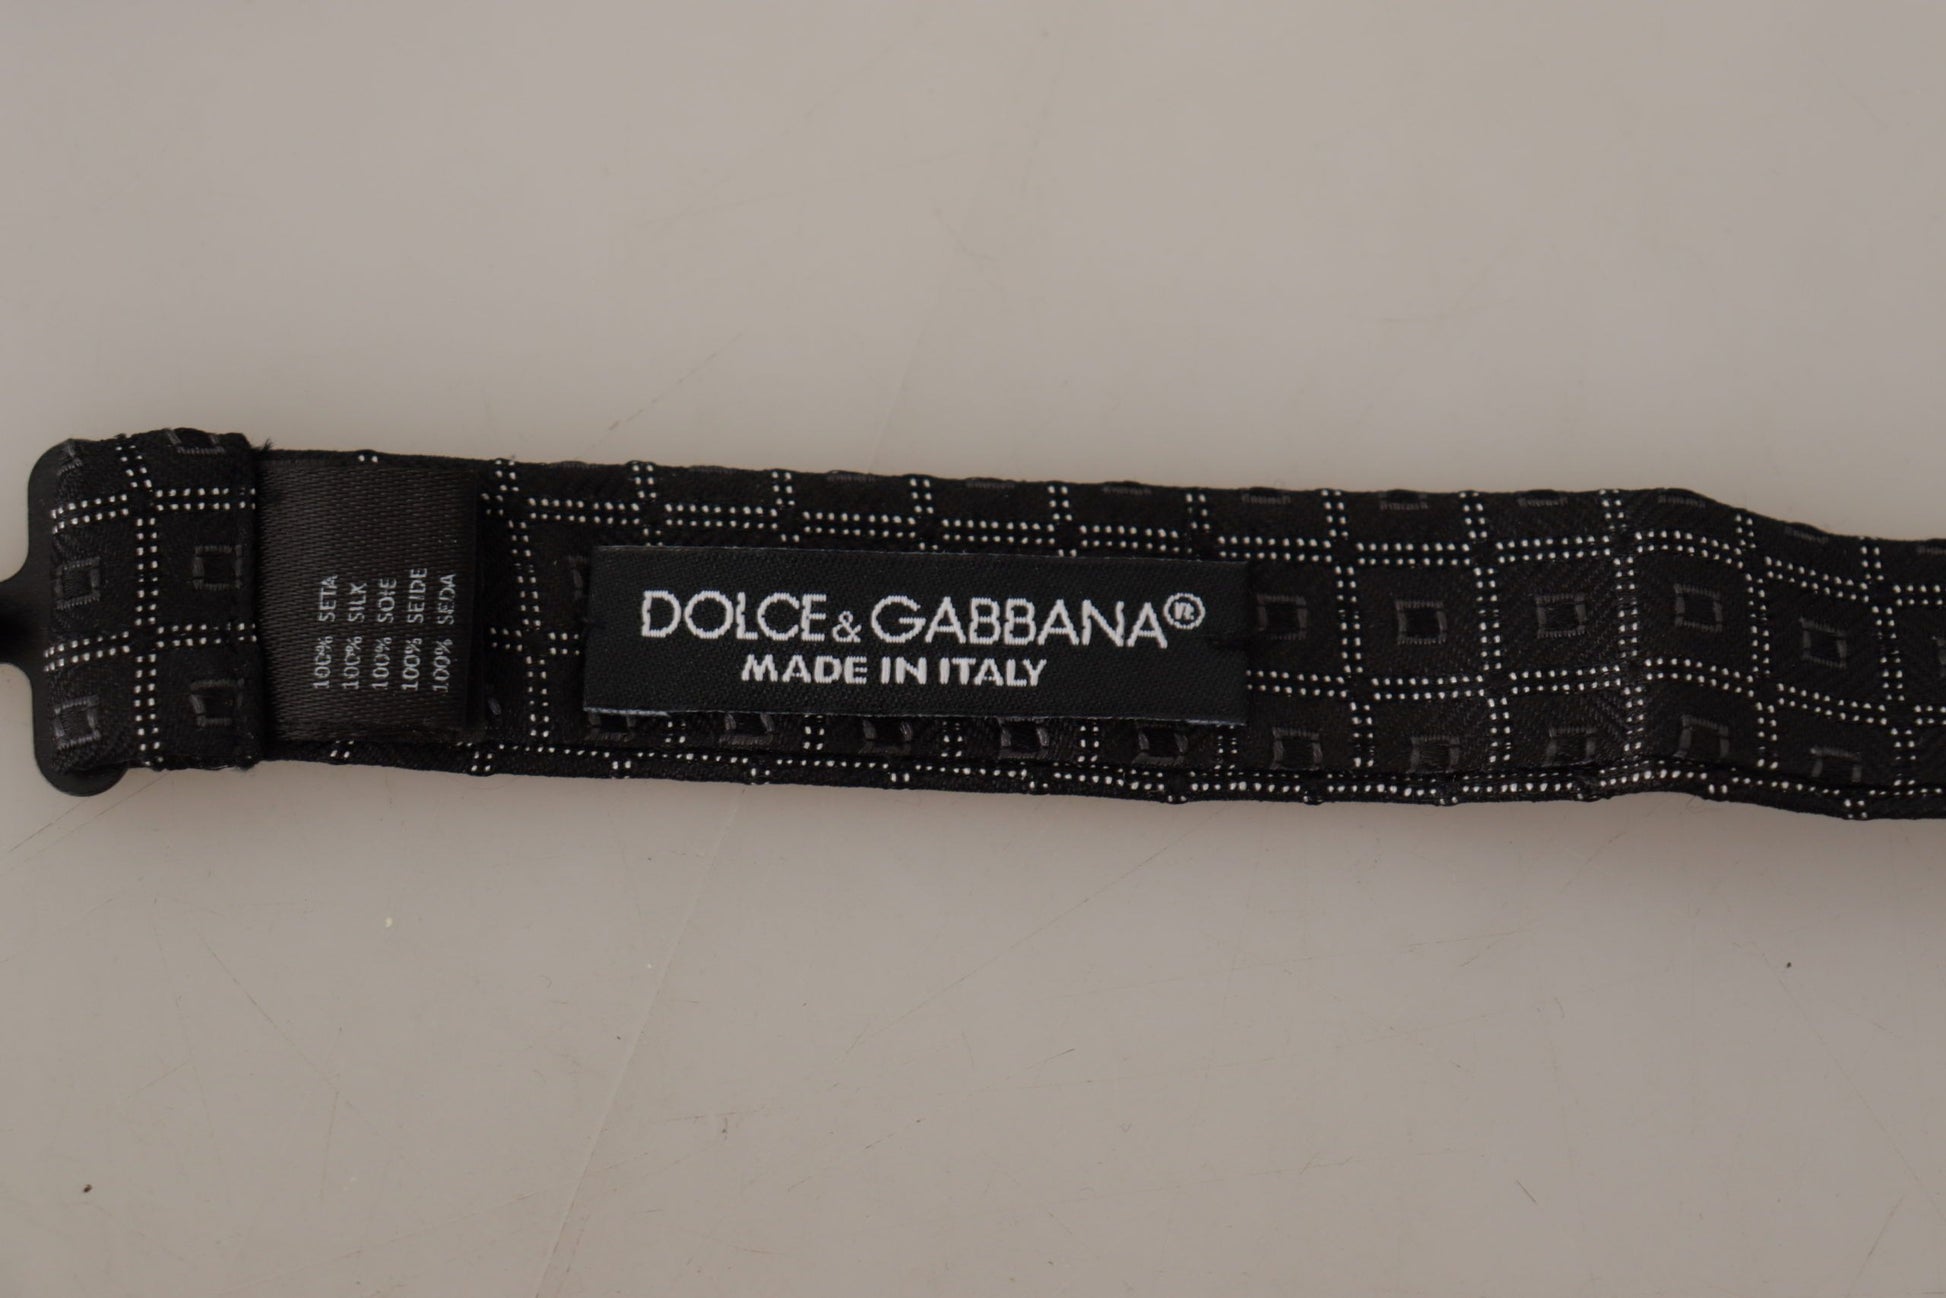 100% SETA
100% SILK
100% SOIE
100% SEIDE
100% SEDA
DOLCE & GABBANA®
MADE IN ITALY